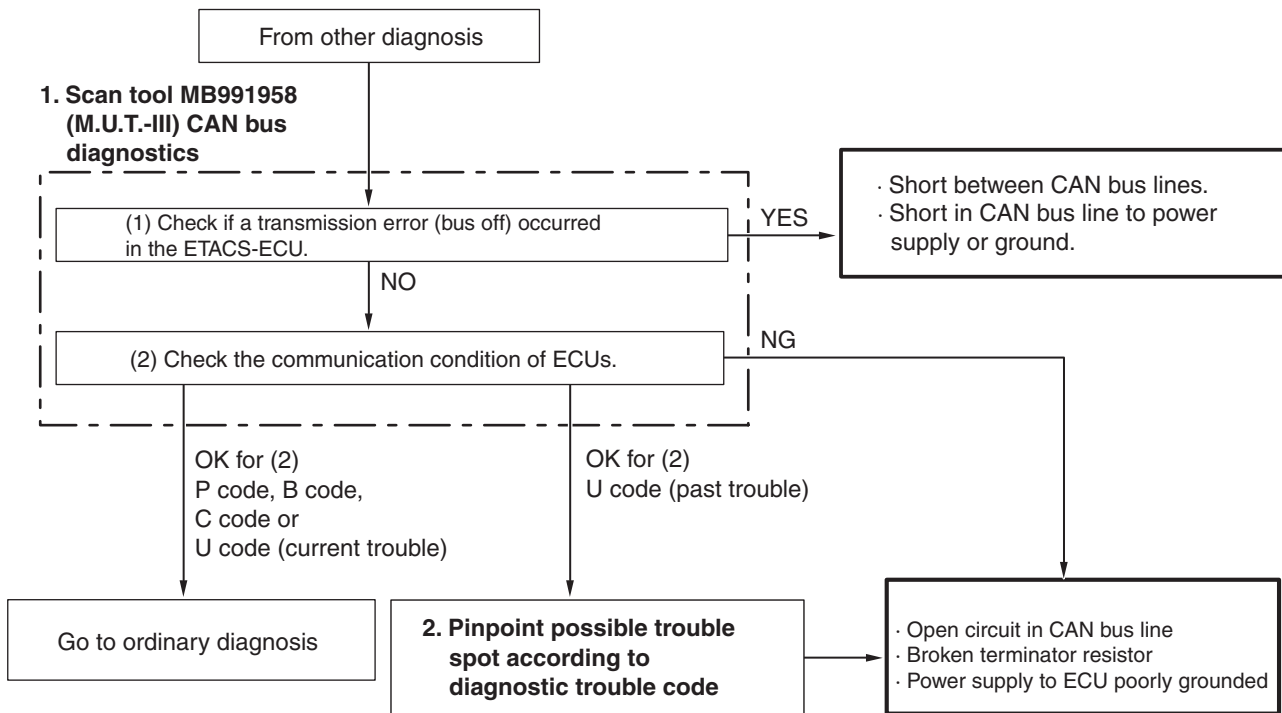 From other diagnosis
1. Scan tool MB991958
(M.U.T.-III) CAN bus
diagnostics
(1) Check if a transmission error (bus off) occurred
in the ETACS-ECU.
YES
· Short between CAN bus lines.
· Short in CAN bus line to power
supply or ground.
NO
(2) Check the communication condition of ECUs.
NG
OK for (2)
P code, B code,
C code or
U code (current trouble)
OK for (2)
U code (past trouble)
Go to ordinary diagnosis
2. Pinpoint possible trouble
spot according to
diagnostic trouble code
· Open circuit in CAN bus line
· Broken terminator resistor
· Power supply to ECU poorly grounded